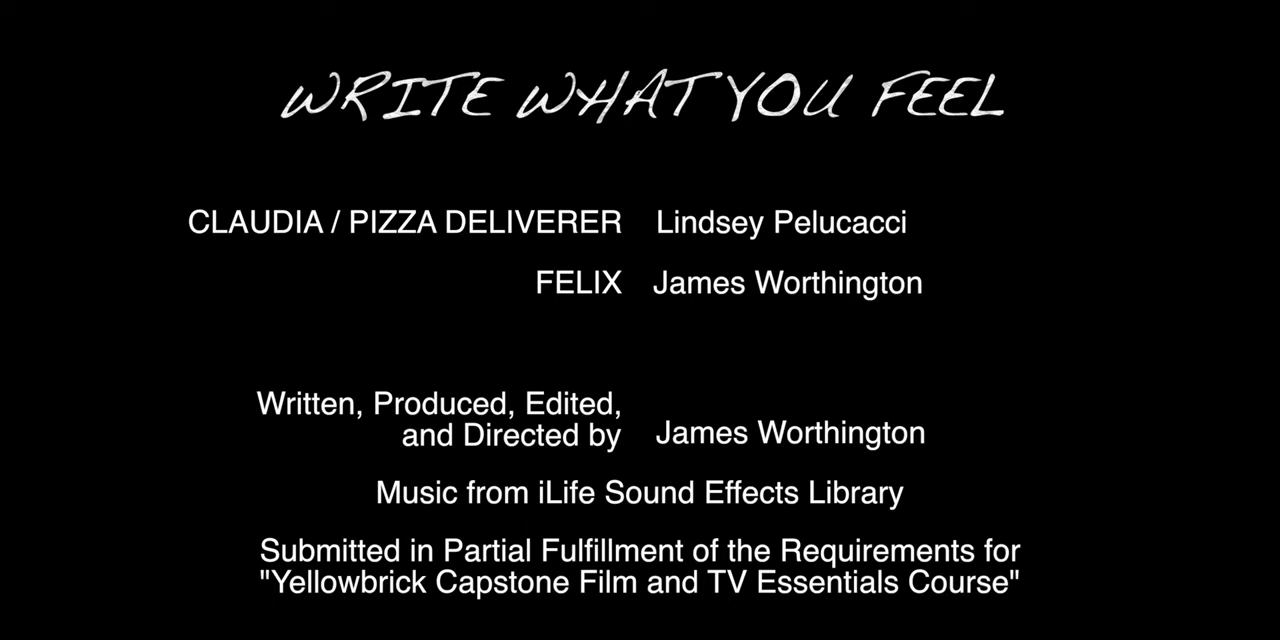 WRITE WHAT YOU FEEL
CLAUDIA / PIZZA DELIVERER Lindsey Pelucacci
FELIX James Worthington
Written, Produced, Edited,
and Directed by James Worthington
Music from iLife Sound Effects Library
Submitted in Partial Fulfillment of the Requirements for
"Yellowbrick Capstone Film and TV Essentials Course"